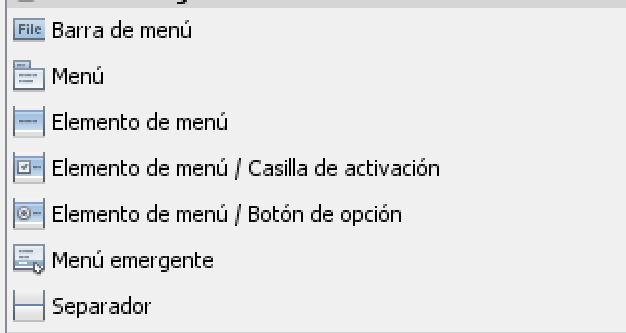 File Barra de menú
Menú
Elemento de menú
Elemento de menú / Casilla de activación
Elemento de menú / Botón de opción
Menú emergente
Separador